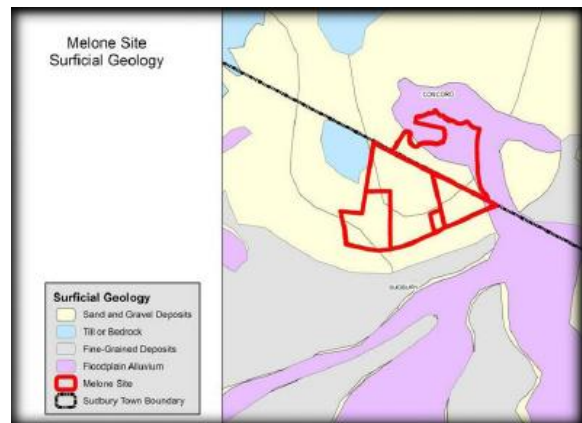 Melone Site
Surficial Geology
CONCORD
SUDBURY
Surficial Geology
Sand and Gravel Deposits
Till or Bedrock
Fine-Grained Deposits
Floodplain Alluvium
Melone Site
Sudbury Town Boundary